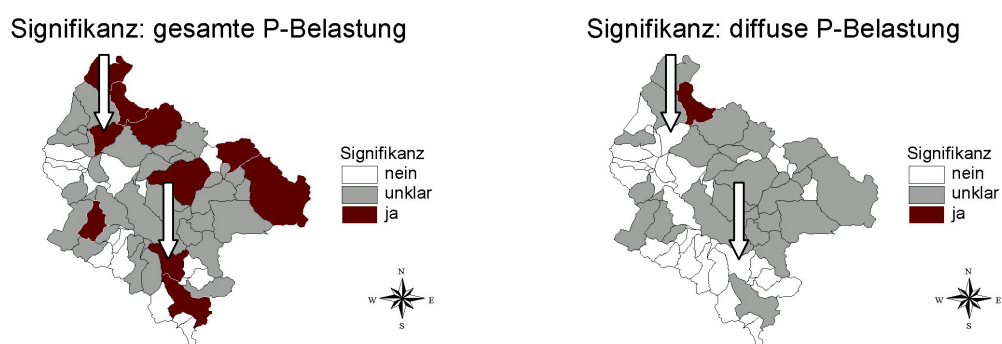 Signifikanz: gesamte P-Belastung
Signifikanz
nein
unklar
ja
N
W E
S
Signifikanz: diffuse P-Belastung
Signifikanz
nein
unklar
ja
N
W E
S